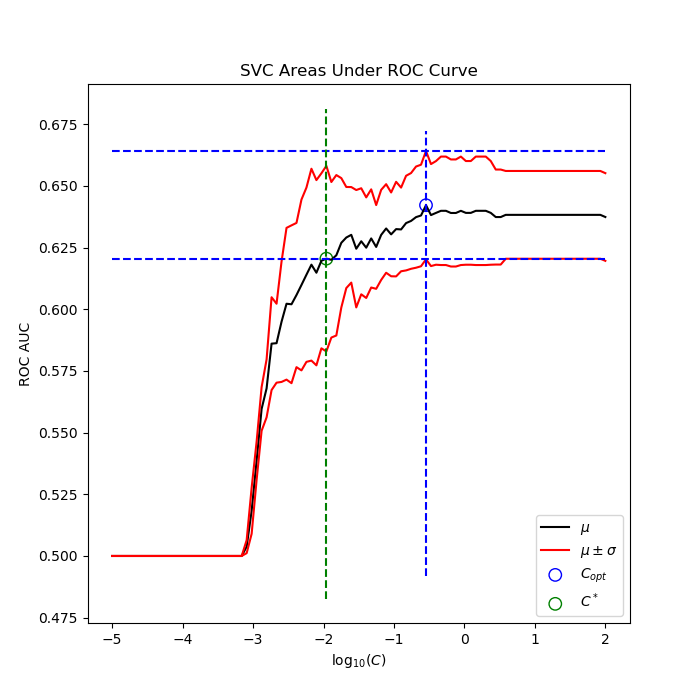 SVC Areas Under ROC Curve
ROC AUC
0.675
0.650
0.625
0.600
0.575
0.550
0.525
0.500
0.475
μ
μ ± σ
C_opt
C*
−5 −4 −3 −2 −1 0 1 2
log₁₀(C)